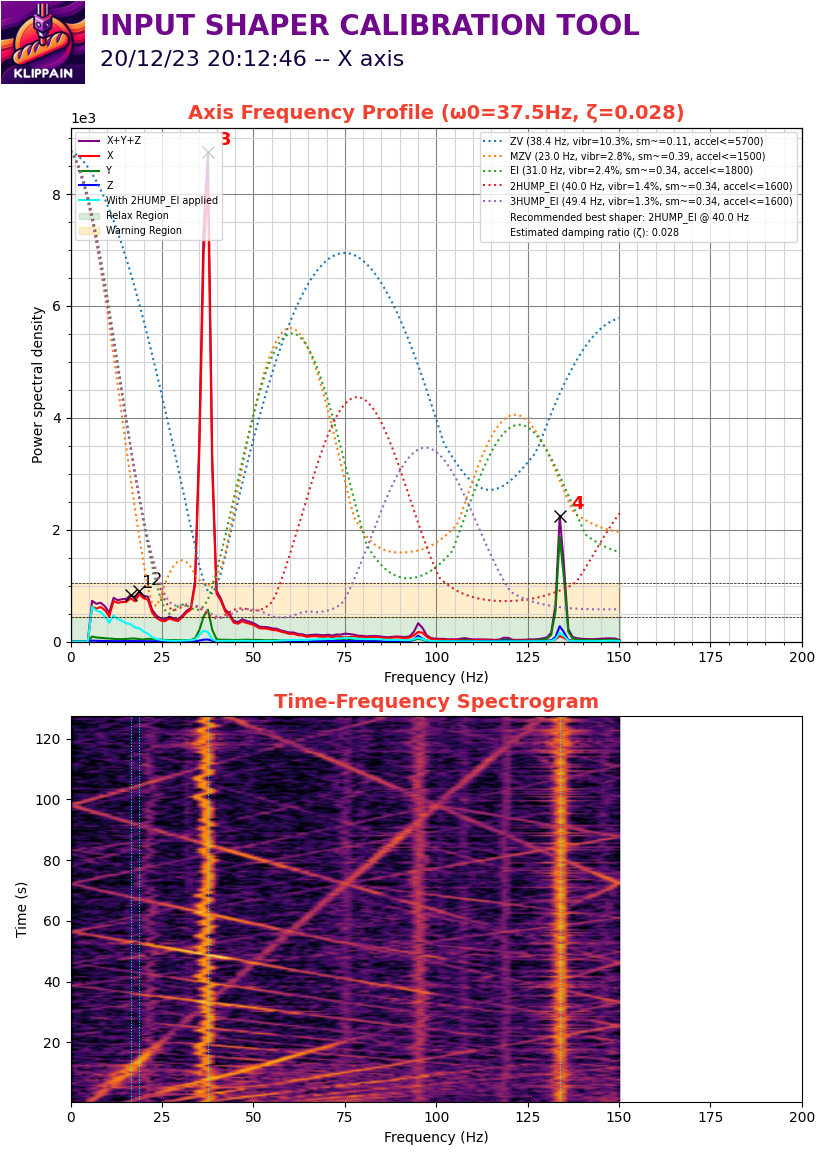 INPUT SHAPER CALIBRATION TOOL
20/12/23 20:12:46 -- X axis
KLIPPAIN
Axis Frequency Profile (ω0=37.5Hz, ζ=0.028)
1e3
X+Y+Z
X
Y
Z
With 2HUMP_EI applied
Relax Region
Warning Region
ZV (38.4 Hz, vibr=10.3%, sm~=0.11, accel<=5700)
MZV (23.0 Hz, vibr=2.8%, sm~=0.39, accel<=1500)
EI (31.0 Hz, vibr=2.4%, sm~=0.34, accel<=1800)
2HUMP_EI (40.0 Hz, vibr=1.4%, sm~=0.34, accel<=1600)
3HUMP_EI (49.4 Hz, vibr=1.3%, sm~=0.34, accel<=1600)
Recommended best shaper: 2HUMP_EI @ 40.0 Hz
Estimated damping ratio (ζ): 0.028
3
4
1
2
Power spectral density
8
6
4
2
0
0 25 50 75 100 125 150 175 200
Frequency (Hz)
Time-Frequency Spectrogram
Time (s)
120
100
80
60
40
20
0 25 50 75 100 125 150 175 200
Frequency (Hz)